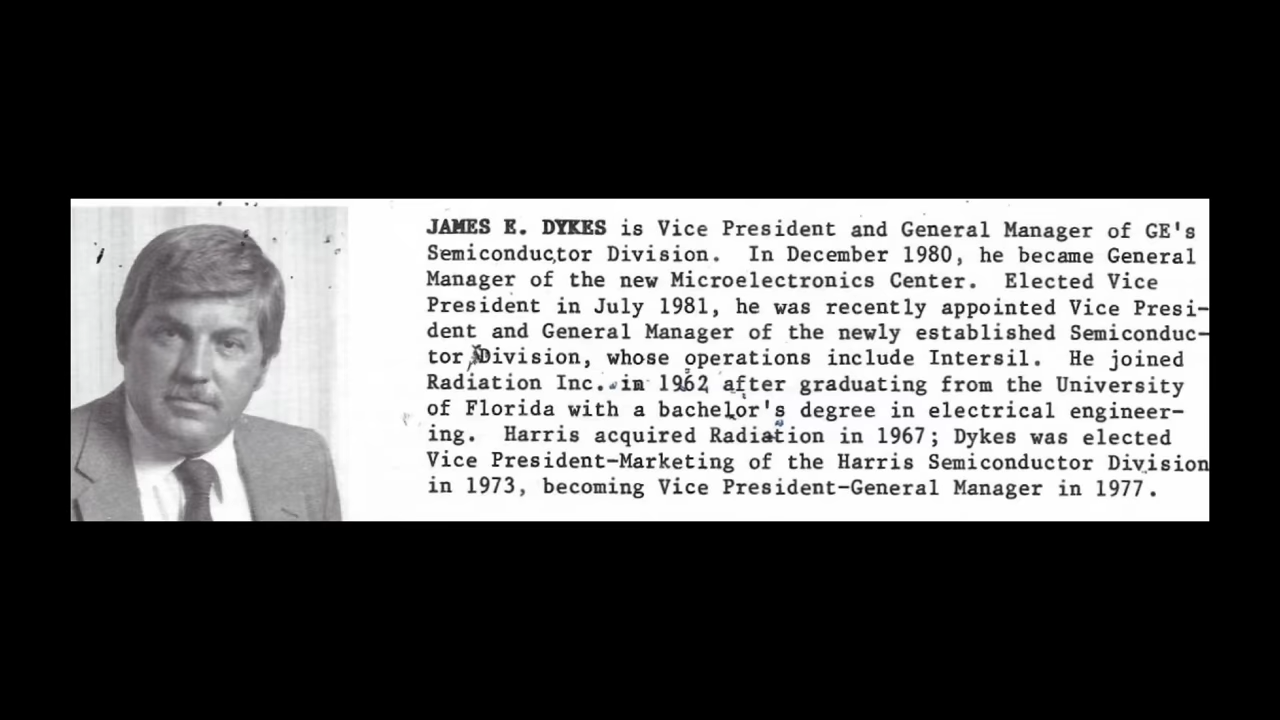 JAMES E. DYKES is Vice President and General Manager of GE's
Semiconductor Division. In December 1980, he became General
Manager of the new Microelectronics Center. Elected Vice
President in July 1981, he was recently appointed Vice Presi-
dent and General Manager of the newly established Semiconduc-
tor Division, whose operations include Intersil. He joined
Radiation Inc. in 1962 after graduating from the University
of Florida with a bachelor's degree in electrical engineer-
ing. Harris acquired Radiation in 1967; Dykes was elected
Vice President-Marketing of the Harris Semiconductor Division
in 1973, becoming Vice President-General Manager in 1977.